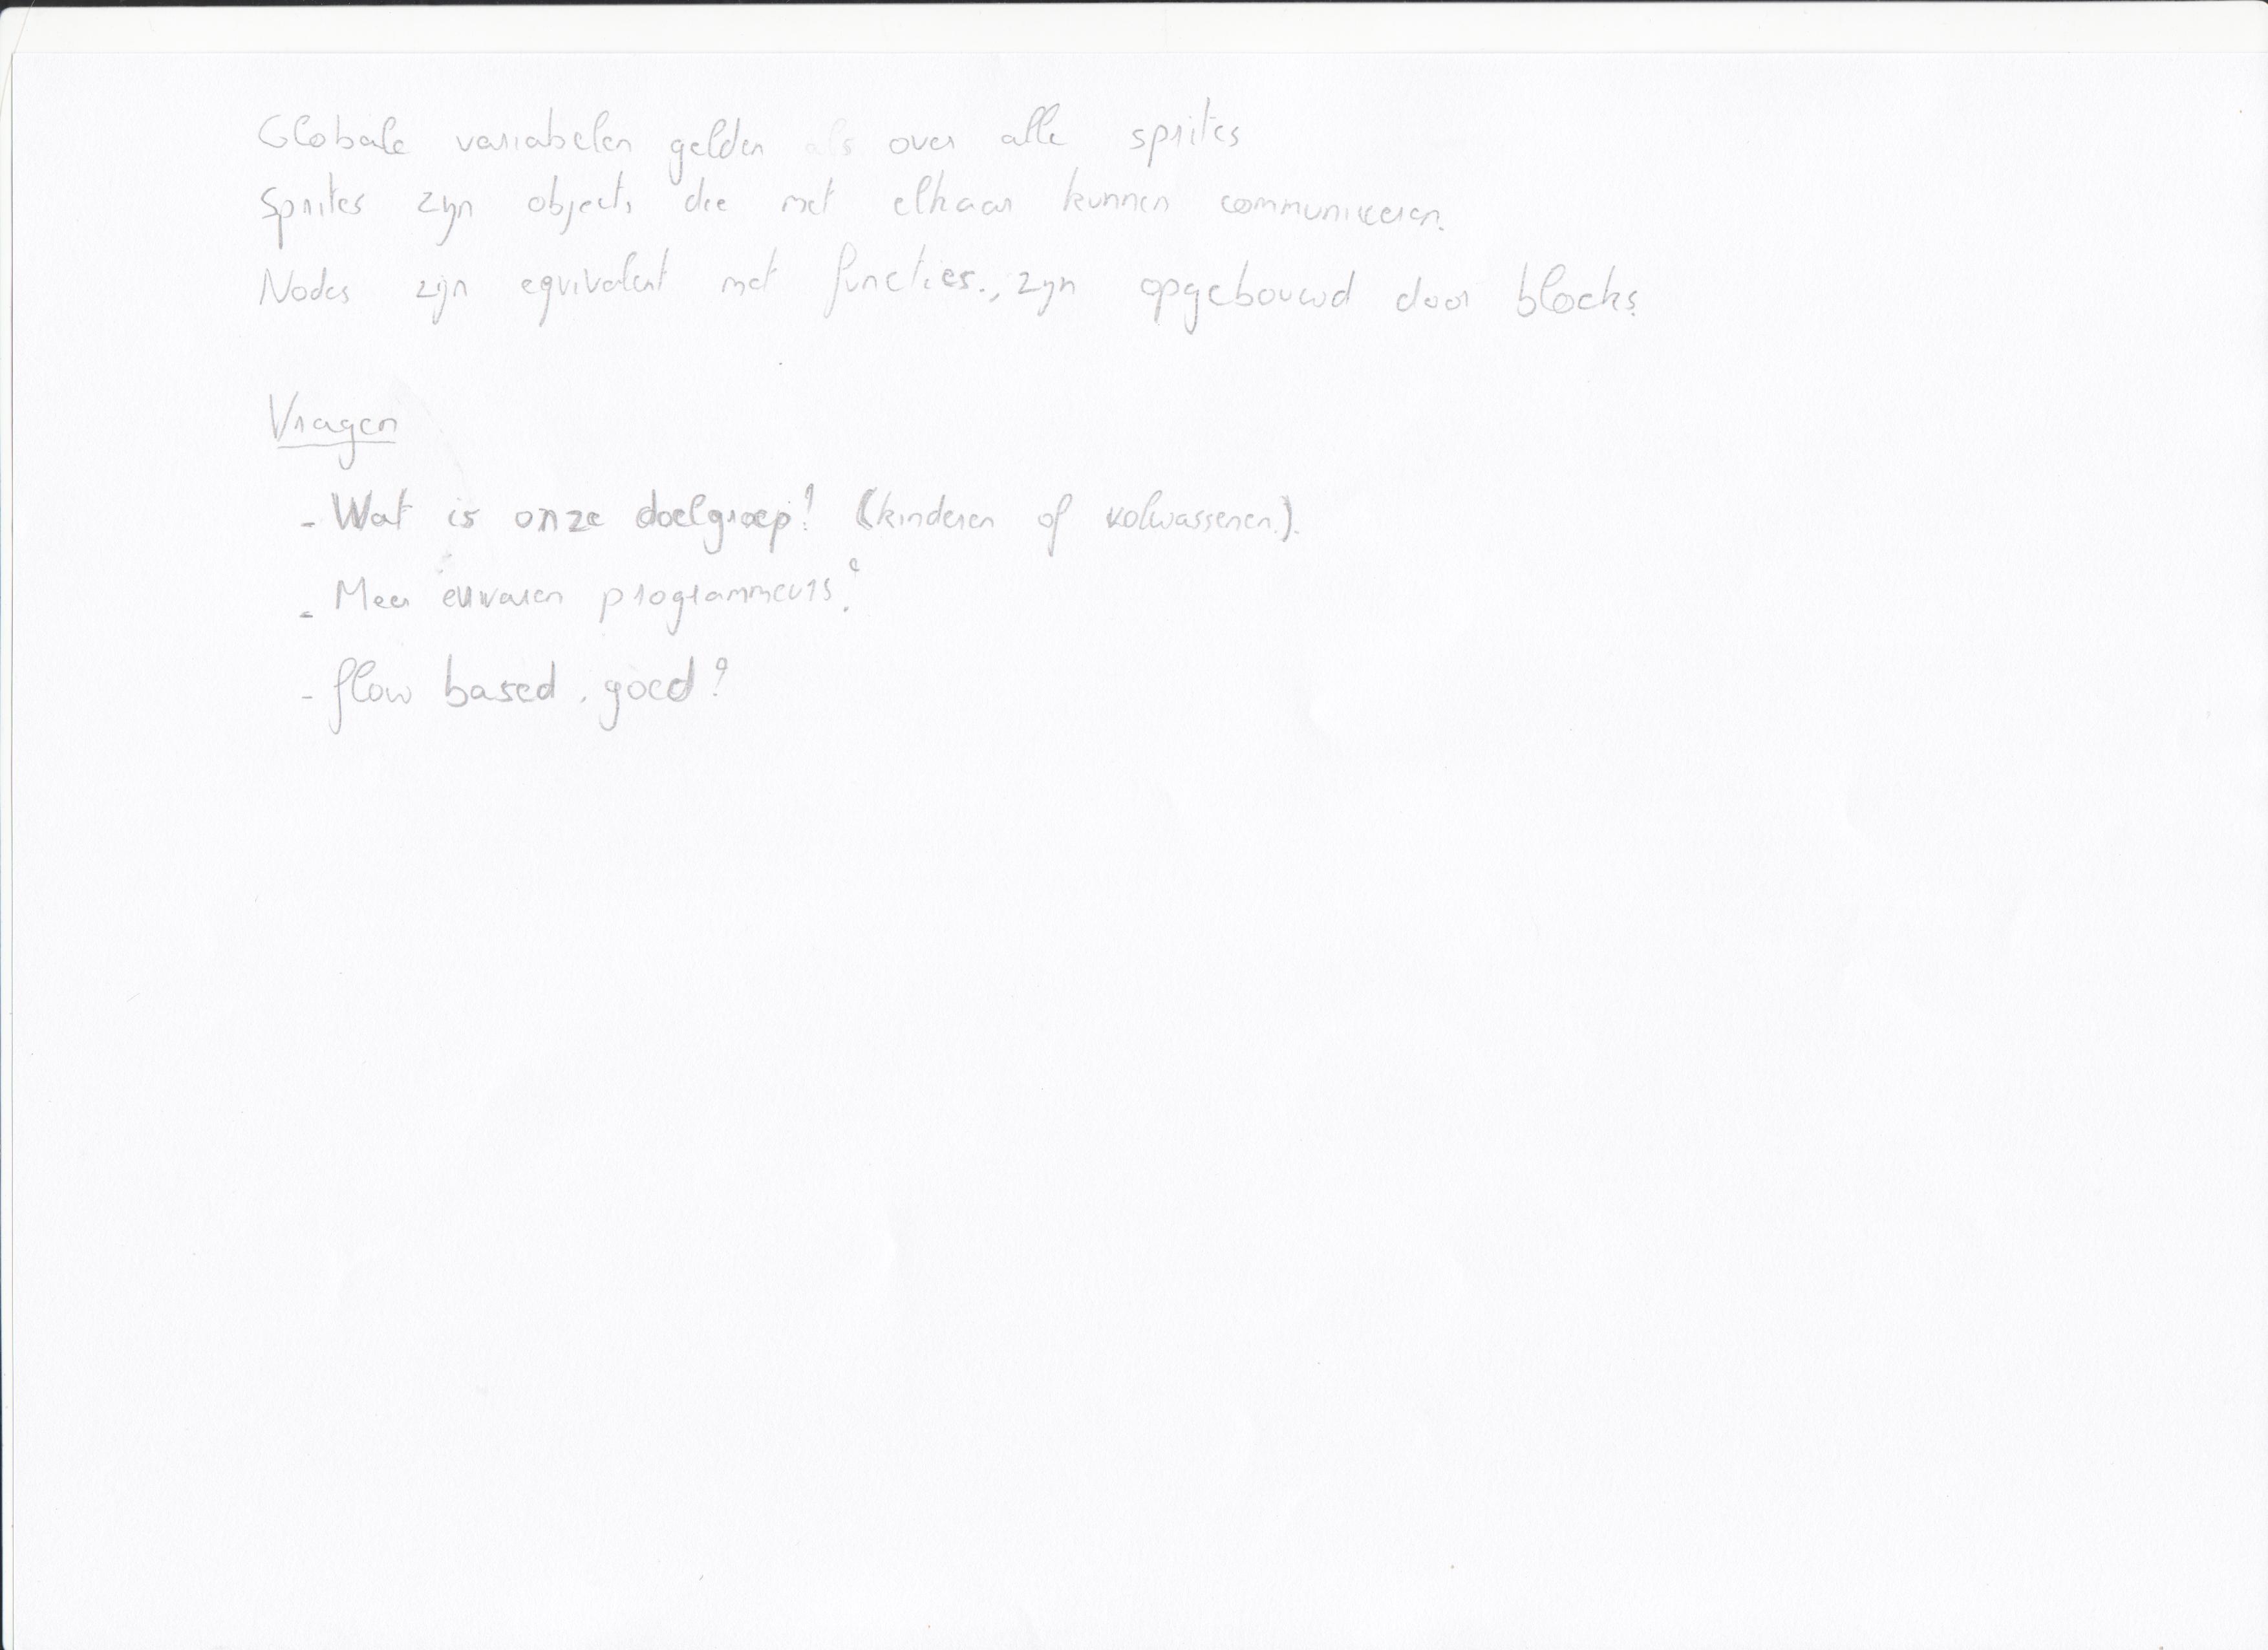 Globale variabelen gelden als over alle sprites
Sprites zijn objects die met elkaar kunnen communiceren.
Nodes zijn equivalent met functies., zijn opgebouwd door blocks.
Vragen
- Wat is onze doelgroep? (kinderen of volwassenen.).
- Meer ervaren programmeurs?
- flow based, goed?